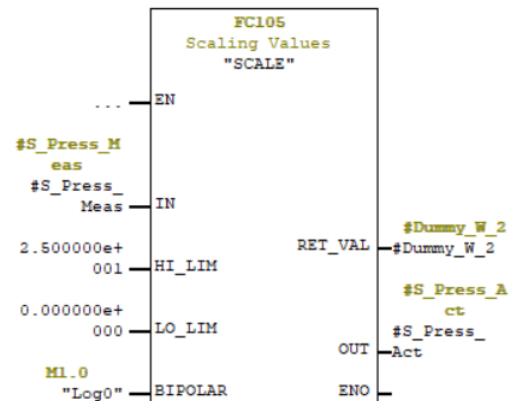 FC105
Scaling Values
"SCALE"
... EN
#S_Press_M
eas
#S_Press_
Meas IN
#Dummy_W_2
2.500000e+ RET_VAL #Dummy_W_2
001 HI_LIM
#S_Press_A
ct
0.000000e+ #S_Press_
000 LO_LIM OUT Act
M1.0
"Log0" BIPOLAR ENO